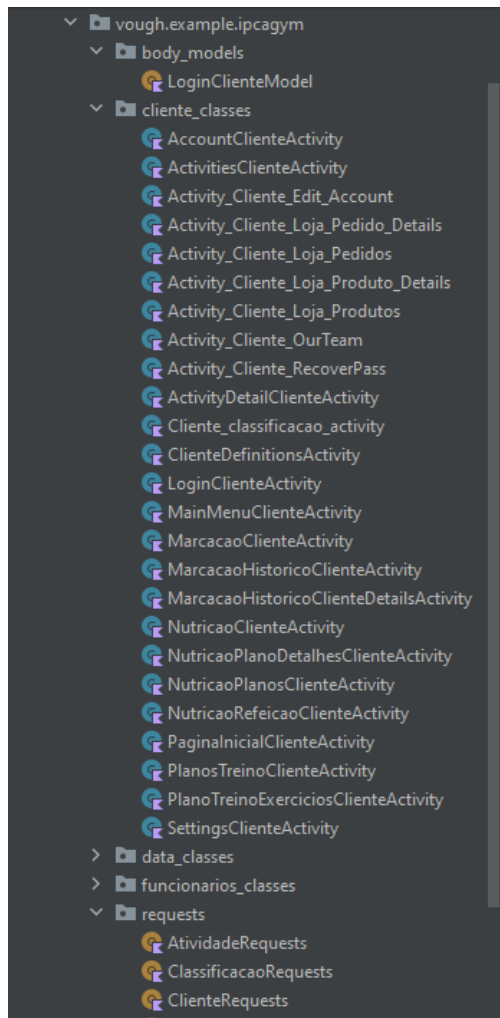 vough.example.ipcagym
body_models
LoginClienteModel
cliente_classes
AccountClienteActivity
ActivitiesClienteActivity
Activity_Cliente_Edit_Account
Activity_Cliente_Loja_Pedido_Details
Activity_Cliente_Loja_Pedidos
Activity_Cliente_Loja_Produto_Details
Activity_Cliente_Loja_Produtos
Activity_Cliente_OurTeam
Activity_Cliente_RecoverPass
ActivityDetailClienteActivity
Cliente_classificacao_activity
ClienteDefinitionsActivity
LoginClienteActivity
MainMenuClienteActivity
MarcacaoClienteActivity
MarcacaoHistoricoClienteActivity
MarcacaoHistoricoClienteDetailsActivity
NutricaoClienteActivity
NutricaoPlanoDetalhesClienteActivity
NutricaoPlanosClienteActivity
NutricaoRefeicaoClienteActivity
PaginaInicialClienteActivity
PlanosTreinoClienteActivity
PlanoTreinoExerciciosClienteActivity
SettingsClienteActivity
data_classes
funcionarios_classes
requests
AtividadeRequests
ClassificacaoRequests
ClienteRequests